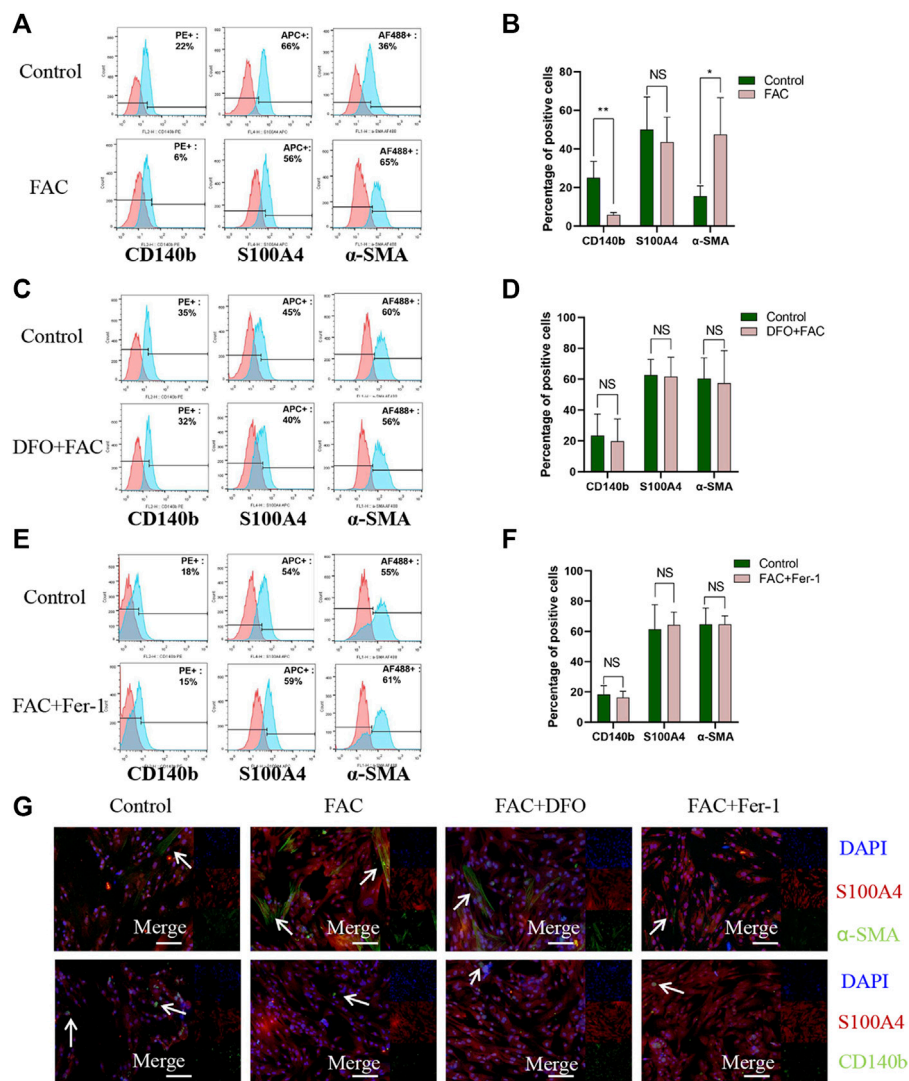 A
Control
PE+ :
22%
APC+:
66%
AF488+ :
36%
FAC
PE+ :
6%
APC+:
56%
AF488+ :
65%
CD140b
S100A4
α-SMA
B
Percentage of positive cells
80
60
40
20
0
**
NS
*
Control
FAC
CD140b
S100A4
α-SMA
C
Control
PE+ :
35%
APC+ :
45%
AF488+ :
60%
DFO+FAC
PE+ :
32%
APC+ :
40%
AF488+ :
56%
CD140b
S100A4
α-SMA
D
Percentage of positive cells
100
80
60
40
20
0
NS
NS
NS
Control
DFO+FAC
CD140b
S100A4
α-SMA
E
Control
PE+ :
18%
APC+ :
54%
AF488+ :
55%
FAC+Fer-1
PE+ :
15%
APC+ :
59%
AF488+ :
61%
CD140b
S100A4
α-SMA
F
Percentage of positive cells
100
80
60
40
20
0
NS
NS
NS
Control
FAC+Fer-1
CD140b
S100A4
α-SMA
G
Control
FAC
FAC+DFO
FAC+Fer-1
Merge
Merge
Merge
Merge
DAPI
S100A4
α-SMA
Merge
Merge
Merge
Merge
DAPI
S100A4
CD140b